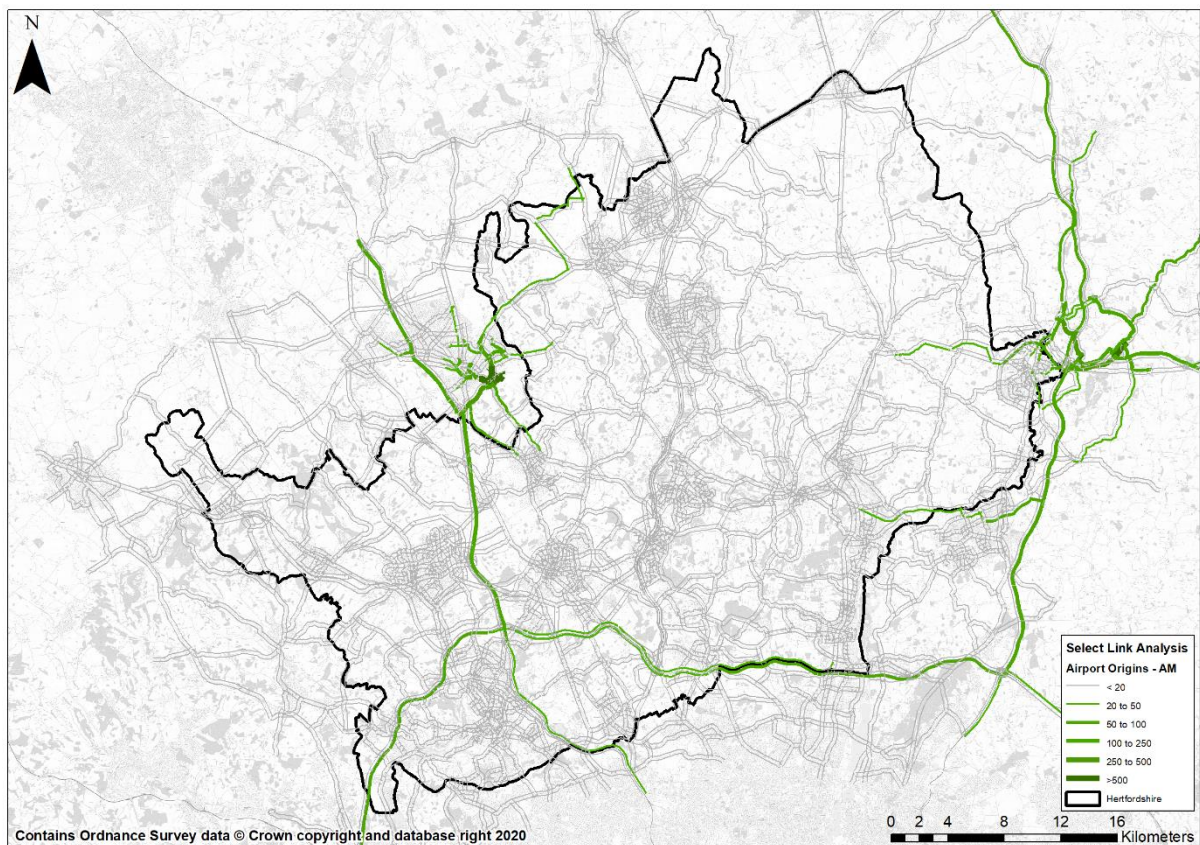 N
Select Link Analysis
Airport Origins - AM
< 20
20 to 50
50 to 100
100 to 250
250 to 500
>500
Hertfordshire
Contains Ordnance Survey data © Crown copyright and database right 2020
0 2 4 8 12 16
Kilometers